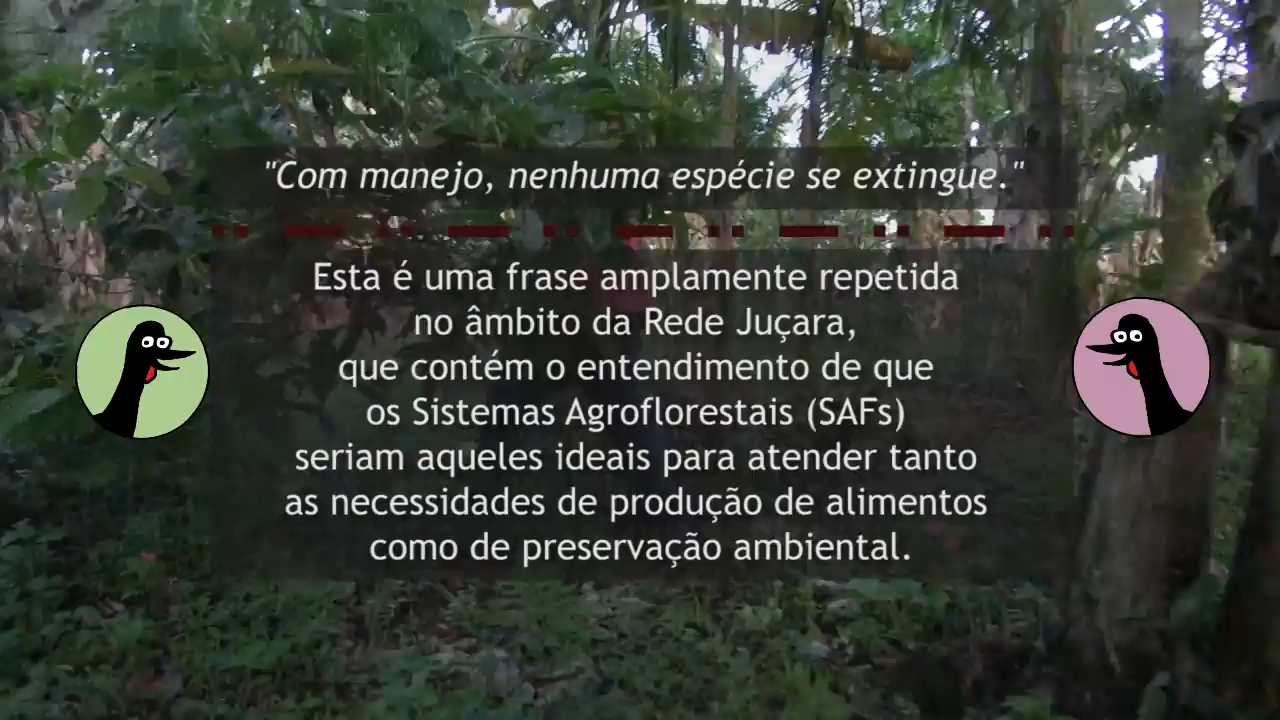 "Com manejo, nenhuma espécie se extingue."
Esta é uma frase amplamente repetida
no âmbito da Rede Juçara,
que contém o entendimento de que
os Sistemas Agroflorestais (SAFs)
seriam aqueles ideais para atender tanto
as necessidades de produção de alimentos
como de preservação ambiental.